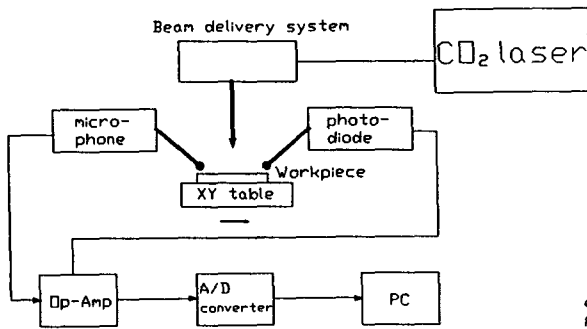 Beam delivery system
CO₂ laser
micro-
phone
photo-
diode
Workpiece
XY table
Op-Amp
A/D
converter
PC